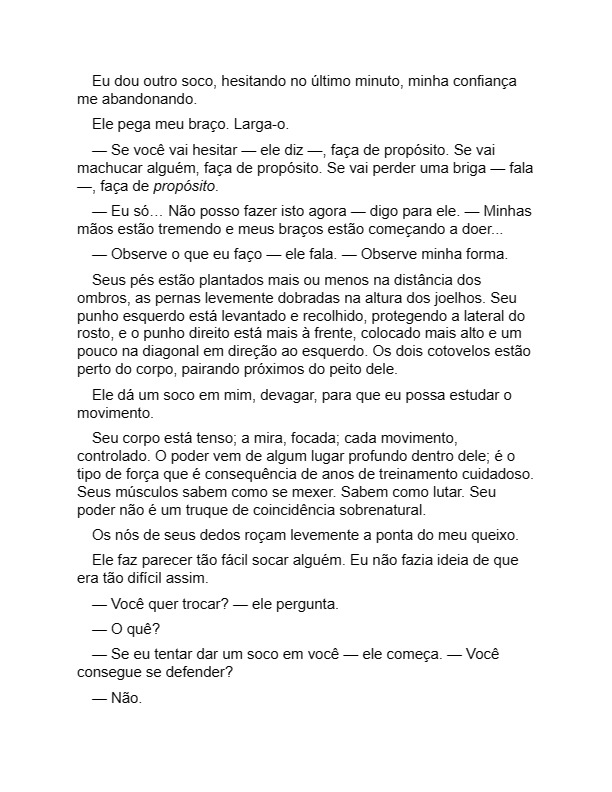 Eu dou outro soco, hesitando no último minuto, minha confiança
me abandonando.
Ele pega meu braço. Larga-o.
— Se você vai hesitar — ele diz —, faça de propósito. Se vai
machucar alguém, faça de propósito. Se vai perder uma briga — fala
—, faça de propósito.
— Eu só… Não posso fazer isto agora — digo para ele. — Minhas
mãos estão tremendo e meus braços estão começando a doer...
— Observe o que eu faço — ele fala. — Observe minha forma.
Seus pés estão plantados mais ou menos na distância dos
ombros, as pernas levemente dobradas na altura dos joelhos. Seu
punho esquerdo está levantado e recolhido, protegendo a lateral do
rosto, e o punho direito está mais à frente, colocado mais alto e um
pouco na diagonal em direção ao esquerdo. Os dois cotovelos estão
perto do corpo, pairando próximos do peito dele.
Ele dá um soco em mim, devagar, para que eu possa estudar o
movimento.
Seu corpo está tenso; a mira, focada; cada movimento,
controlado. O poder vem de algum lugar profundo dentro dele; é o
tipo de força que é consequência de anos de treinamento cuidadoso.
Seus músculos sabem como se mexer. Sabem como lutar. Seu
poder não é um truque de coincidência sobrenatural.
Os nós de seus dedos roçam levemente a ponta do meu queixo.
Ele faz parecer tão fácil socar alguém. Eu não fazia ideia de que
era tão difícil assim.
— Você quer trocar? — ele pergunta.
— O quê?
— Se eu tentar dar um soco em você — ele começa. — Você
consegue se defender?
— Não.